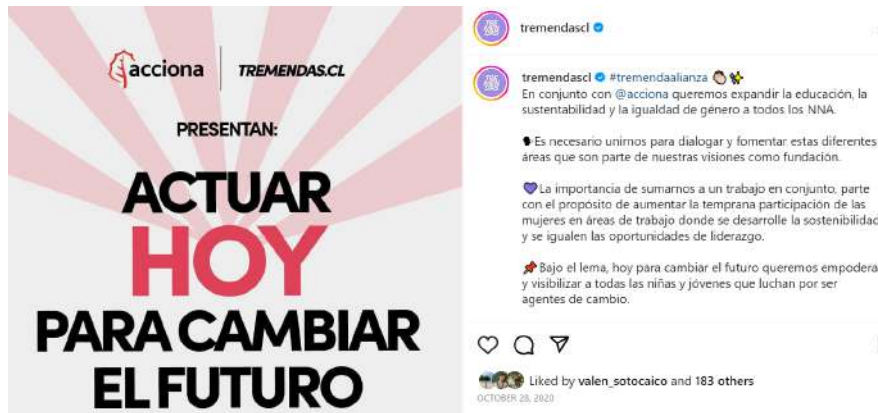 acciona
TREMENDAS.CL
PRESENTAN:
ACTUAR
HOY
PARA CAMBIAR
EL FUTURO
tremendascl
tremendascl #tremendaalianza
En conjunto con @acciona queremos expandir la educación, la
sustentabilidad y la igualdad de género a todos los NNA.
Es necesario unirnos para dialogar y fomentar estas diferentes
áreas que son parte de nuestras visiones como fundación.
La importancia de sumarnos a un trabajo en conjunto, parte
con el propósito de aumentar la temprana participación de las
mujeres en áreas de trabajo donde se desarrolle la sostenibilidad
y se igualen las oportunidades de liderazgo.
Bajo el lema, hoy para cambiar el futuro queremos empodera
y visibilizar a todas las niñas y jóvenes que luchan por ser
agentes de cambio.
Liked by valen_sotocaico and 183 others
OCTOBER 28, 2020